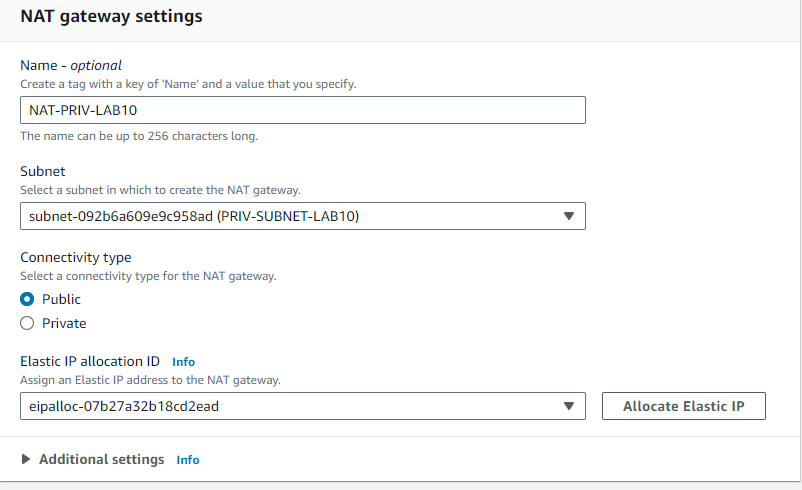 NAT gateway settings
Name - optional
Create a tag with a key of 'Name' and a value that you specify.
NAT-PRIV-LAB10
The name can be up to 256 characters long.
Subnet
Select a subnet in which to create the NAT gateway.
subnet-092b6a609e9c958ad (PRIV-SUBNET-LAB10)
Connectivity type
Select a connectivity type for the NAT gateway.
Public
Private
Elastic IP allocation ID Info
Assign an Elastic IP address to the NAT gateway.
eipalloc-07b27a32b18cd2ead Allocate Elastic IP
Additional settings Info